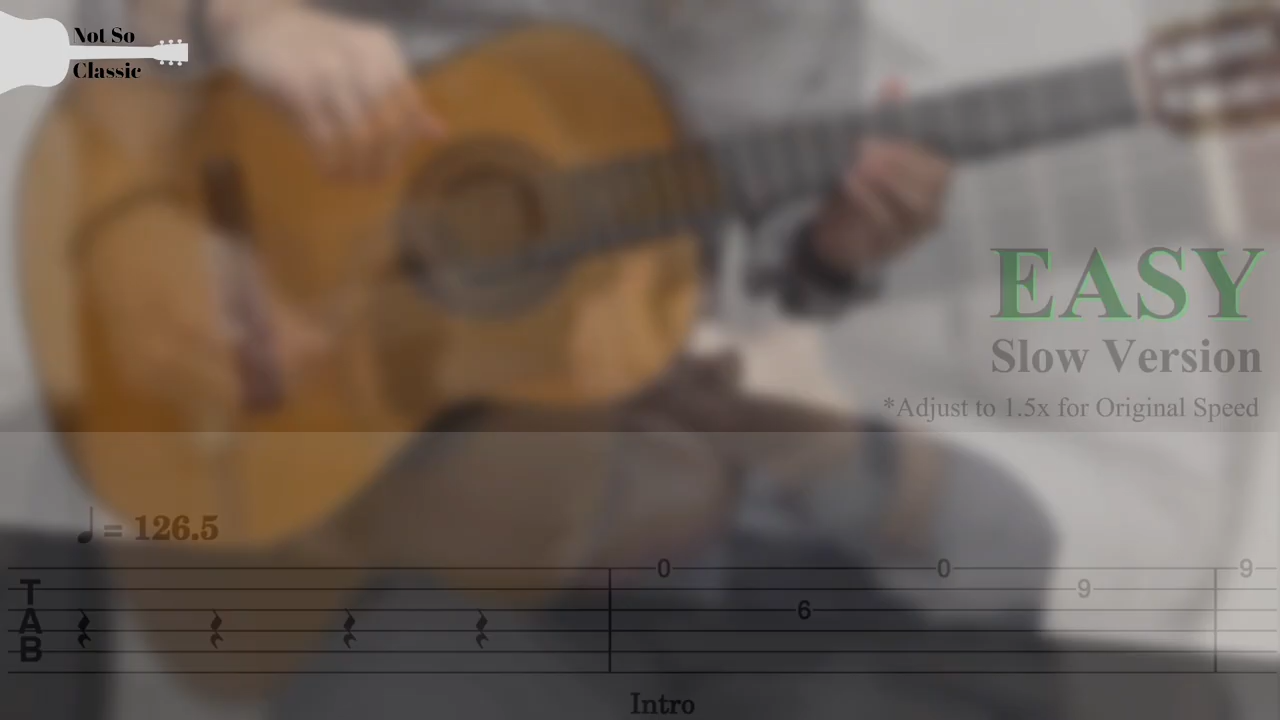 Not So
Classic
EASY
Slow Version
*Adjust to 1.5x for Original Speed
= 126.5
0
0
9
9
T
6
A
B
Intro